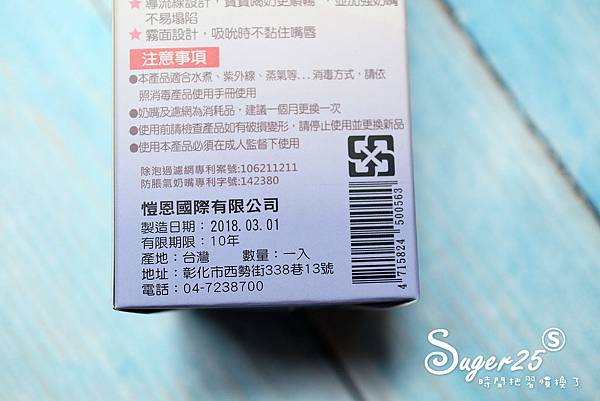 ★導流線設計，寶寶喝奶更順暢，並加強奶嘴
不易塌陷
★霧面設計，吸吮時不黏住嘴唇
注意事項
●本產品適合水煮、紫外線、蒸氣等...消毒方式，請依
照消毒產品使用手冊使用
●奶嘴及濾網為消耗品，建議一個月更換一次
●使用前請檢查產品如有破損變形，請停止使用並更換新品
●使用本產品必須在成人監督下使用
除泡過濾網專利案號:106211211
防脹氣奶嘴專利字號:142380
愷恩國際有限公司
製造日期：2018.03.01
有限期限：10年
產地：台灣 數量：一入
地址：彰化市西勢街338巷13號
電話：04-7238700
4 715824 500563
Suger25 S
時間把習慣換了